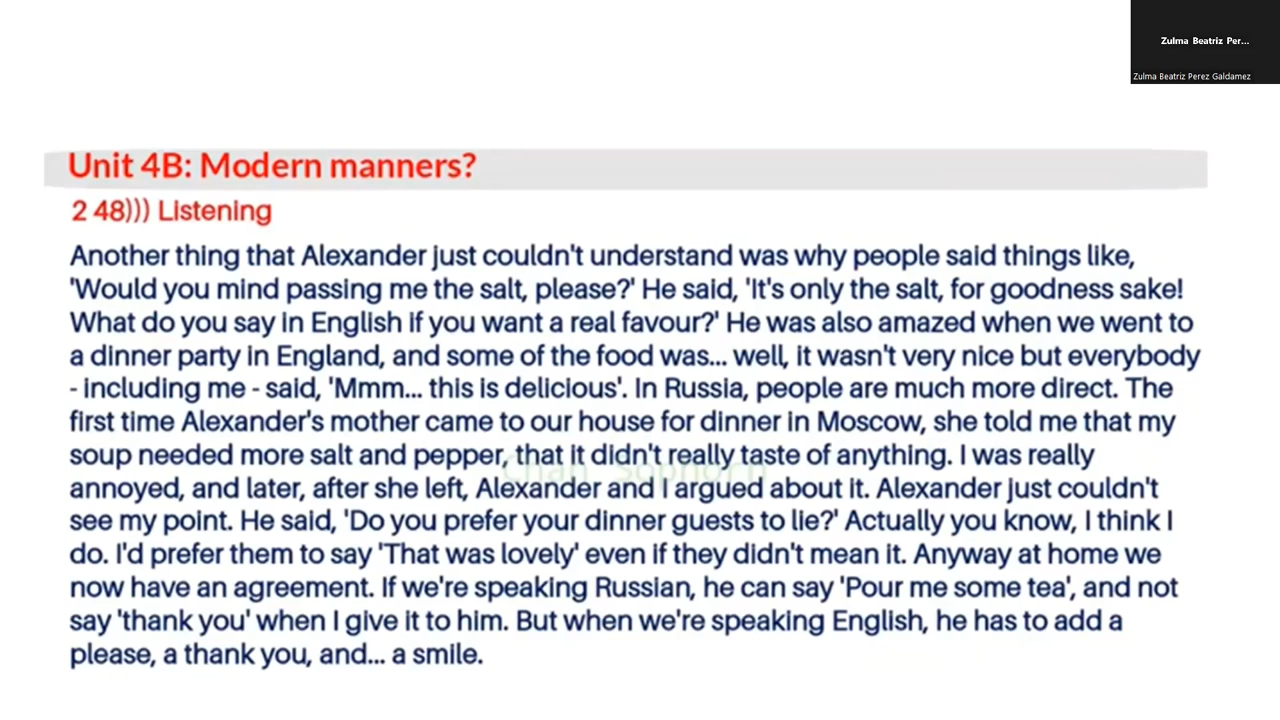 Zulma Beatriz Per...
Zulma Beatriz Perez Galdamez
Unit 4B: Modern manners?
2 48))) Listening
Another thing that Alexander just couldn't understand was why people said things like,
'Would you mind passing me the salt, please?' He said, 'It's only the salt, for goodness sake!
What do you say in English if you want a real favour?' He was also amazed when we went to
a dinner party in England, and some of the food was... well, it wasn't very nice but everybody
- including me - said, 'Mmm... this is delicious'. In Russia, people are much more direct. The
first time Alexander's mother came to our house for dinner in Moscow, she told me that my
soup needed more salt and pepper, that it didn't really taste of anything. I was really
annoyed, and later, after she left, Alexander and I argued about it. Alexander just couldn't
see my point. He said, 'Do you prefer your dinner guests to lie?' Actually you know, I think I
do. I'd prefer them to say 'That was lovely' even if they didn't mean it. Anyway at home we
now have an agreement. If we're speaking Russian, he can say 'Pour me some tea', and not
say 'thank you' when I give it to him. But when we're speaking English, he has to add a
please, a thank you, and... a smile.
Chan Sophorn